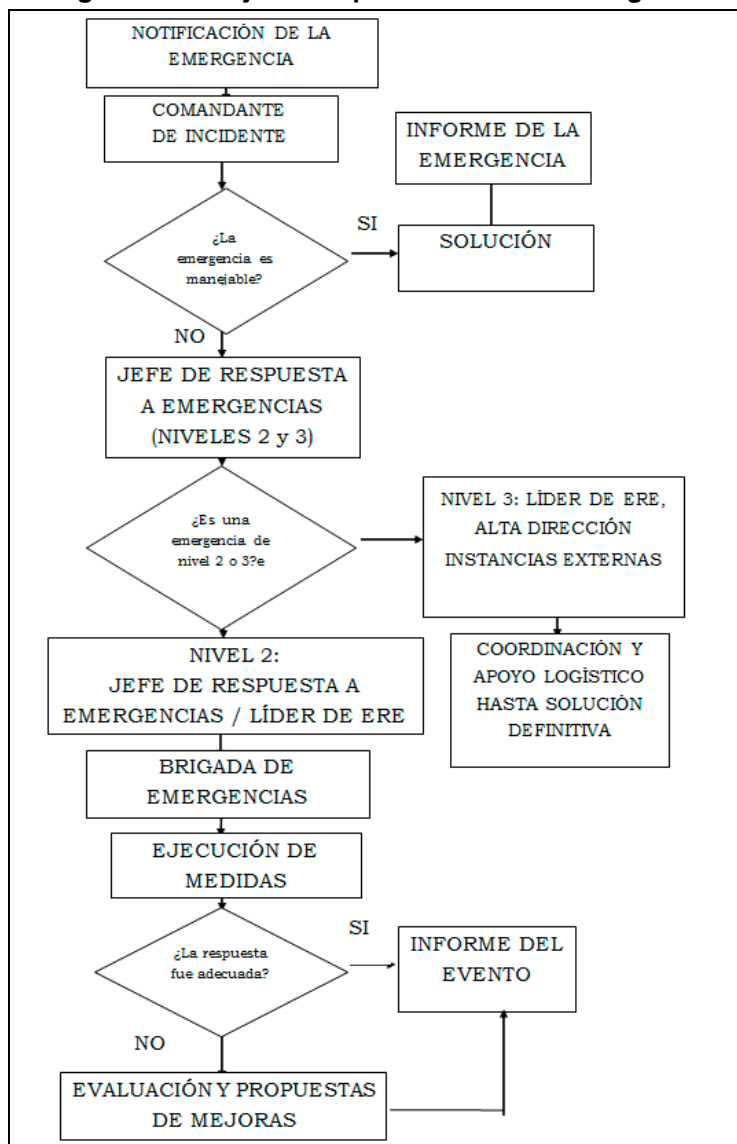 NOTIFICACIÓN DE LA
EMERGENCIA
COMANDANTE
DE INCIDENTE
INFORME DE LA
EMERGENCIA
¿La
emergencia es
manejable?
SI
SOLUCIÓN
NO
JEFE DE RESPUESTA
A EMERGENCIAS
(NIVELES 2 y 3)
¿Es una
emergencia de
nivel 2 o 3?e
NIVEL 3: LÍDER DE ERE,
ALTA DIRECCIÓN
INSTANCIAS EXTERNAS
NIVEL 2:
JEFE DE RESPUESTA A
EMERGENCIAS / LÍDER DE ERE
COORDINACIÓN Y
APOYO LOGÍSTICO
HASTA SOLUCIÓN
DEFINITIVA
BRIGADA DE
EMERGENCIAS
EJECUCIÓN DE
MEDIDAS
¿La respuesta
fue adecuada?
SI
INFORME DEL
EVENTO
NO
EVALUACIÓN Y PROPUESTAS
DE MEJORAS